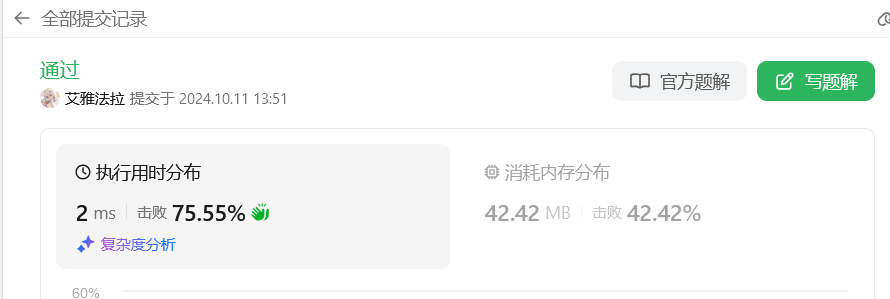 全部提交记录
通过
官方题解
写题解
艾雅法拉 提交于 2024.10.11 13:51
执行用时分布
消耗内存分布
2 ms 击败 75.55%
42.42 MB 击败 42.42%
复杂度分析
60%